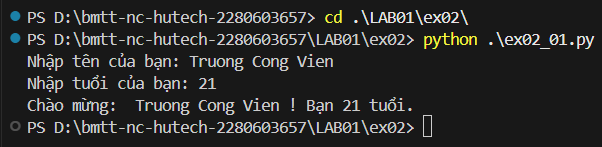 PS D:\bmtt-nc-hutech-2280603657> cd .\LAB01\ex02\
PS D:\bmtt-nc-hutech-2280603657\LAB01\ex02> python .\ex02_01.py
Nhập tên của bạn: Truong Cong Vien
Nhập tuổi của bạn: 21
Chào mừng:  Truong Cong Vien ! Bạn 21 tuổi.
PS D:\bmtt-nc-hutech-2280603657\LAB01\ex02>